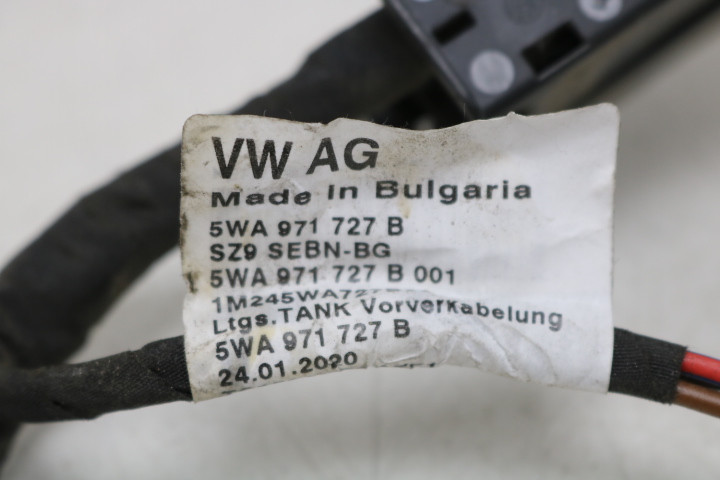 VW AG
Made in Bulgaria
5WA 971 727 B
SZ9 SEBN-BG
5WA 971 727 B 001
Ltgs.TANK Vorverkabelung
5WA 971 727 B
24.01.2020